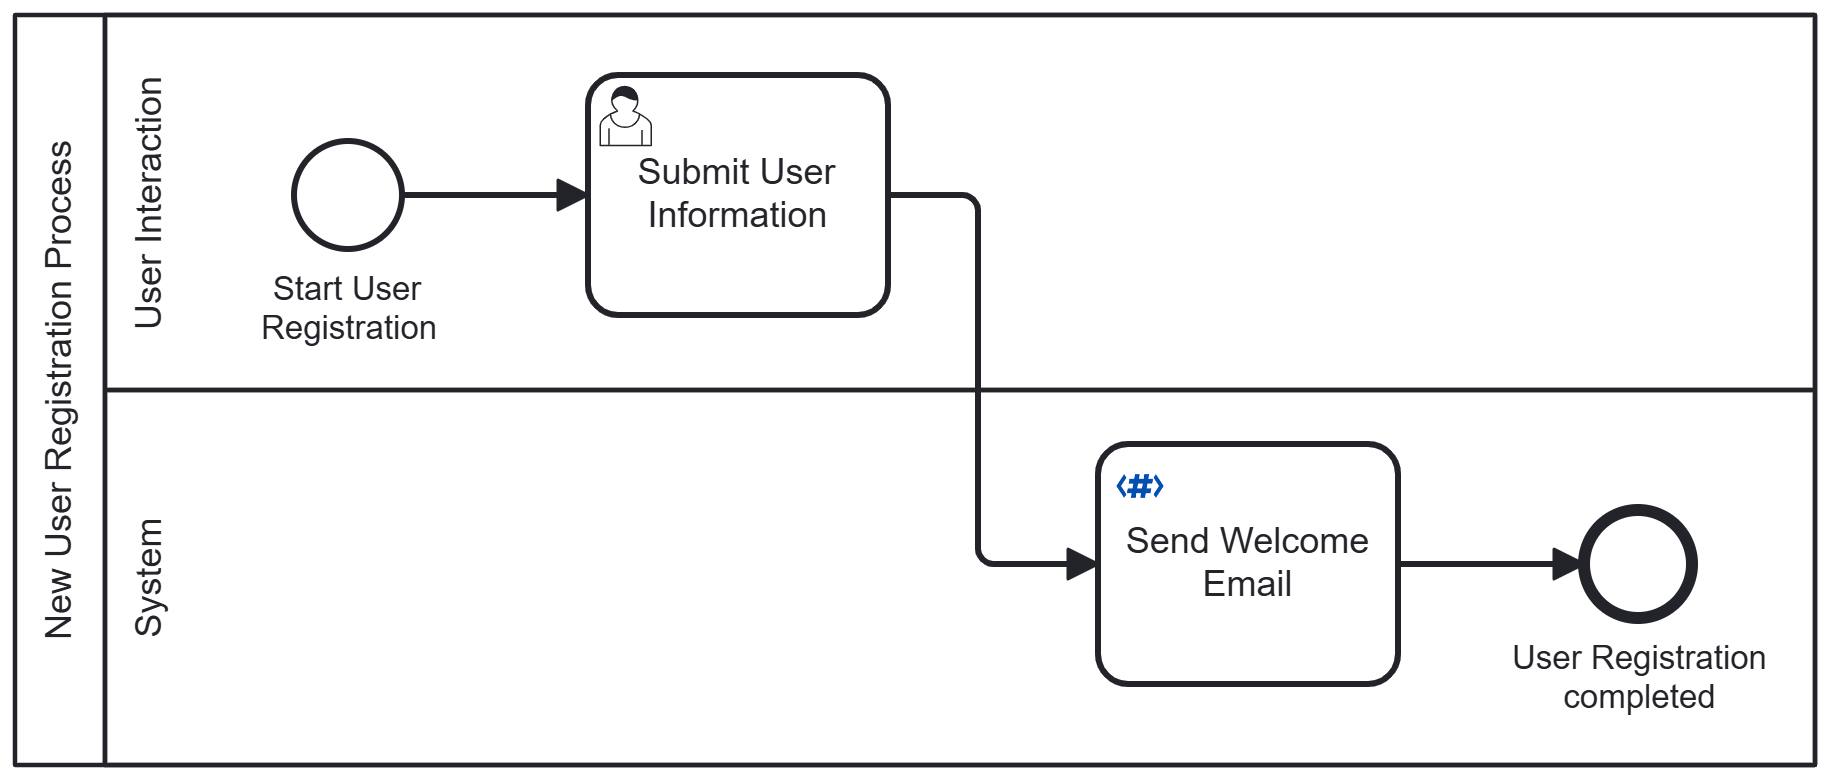 New User Registration Process
User Interaction
Start User
Registration
Submit User
Information
System
<#>
Send Welcome
Email
User Registration
completed